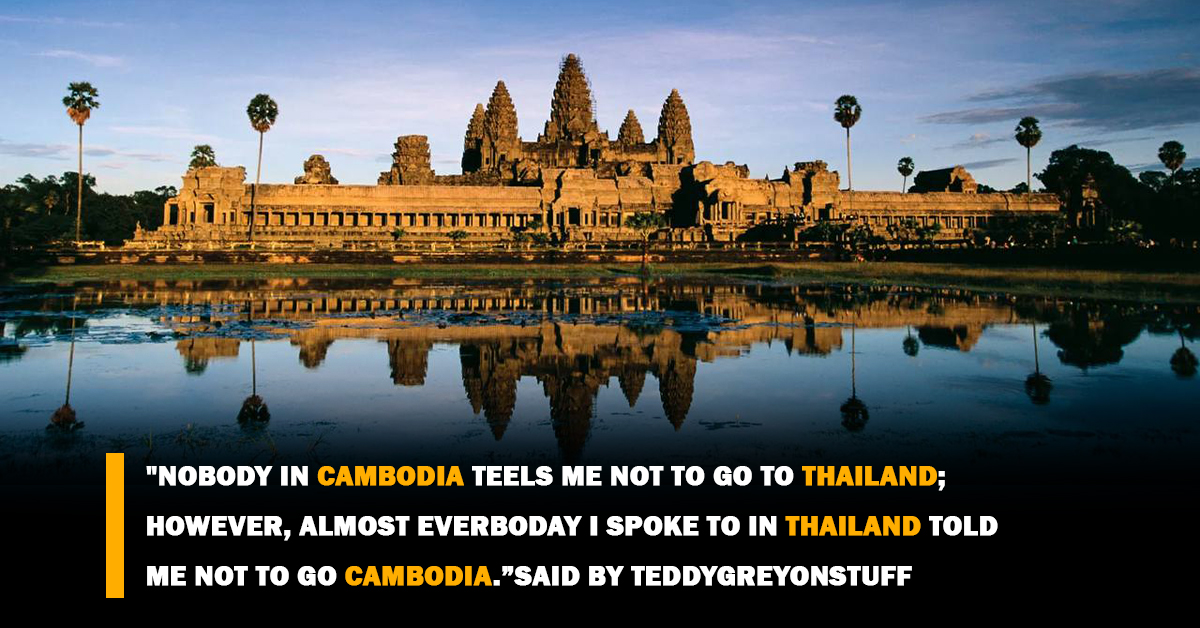 "NOBODY IN CAMBODIA TEELS ME NOT TO GO TO THAILAND;
HOWEVER, ALMOST EVERBODAY I SPOKE TO IN THAILAND TOLD
ME NOT TO GO CAMBODIA.”SAID BY TEDDYGREYONSTUFF